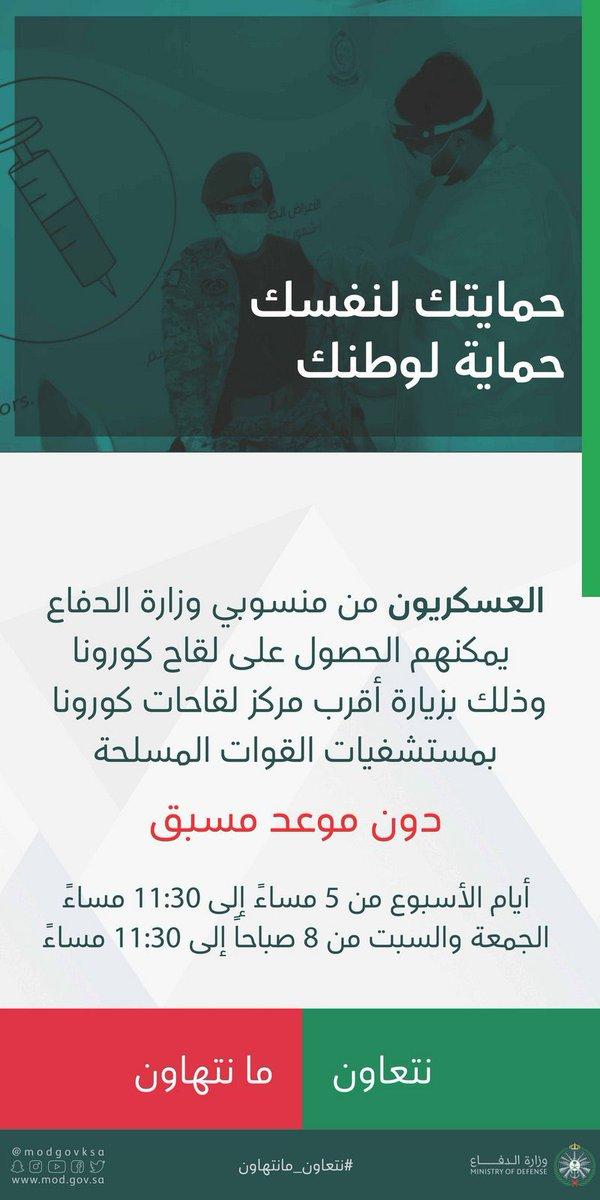 الأعراض
ors.
حمايتك لنفسك
حماية لوطنك
العسكريون من منسوبي وزارة الدفاع
يمكنهم الحصول على لقاح كورونا
وذلك بزيارة أقرب مركز لقاحات كورونا
بمستشفيات القوات المسلحة
دون موعد مسبق
أيام الأسبوع من 5 مساءً إلى 11:30 مساءً
الجمعة والسبت من 8 صباحاً إلى 11:30 مساءً
نتعاون
ما نتهاون
وزارة الدفـــاع
MINISTRY OF DEFENSE
#نتعاون_مانتهاون
@modgovksa
www.mod.gov.sa